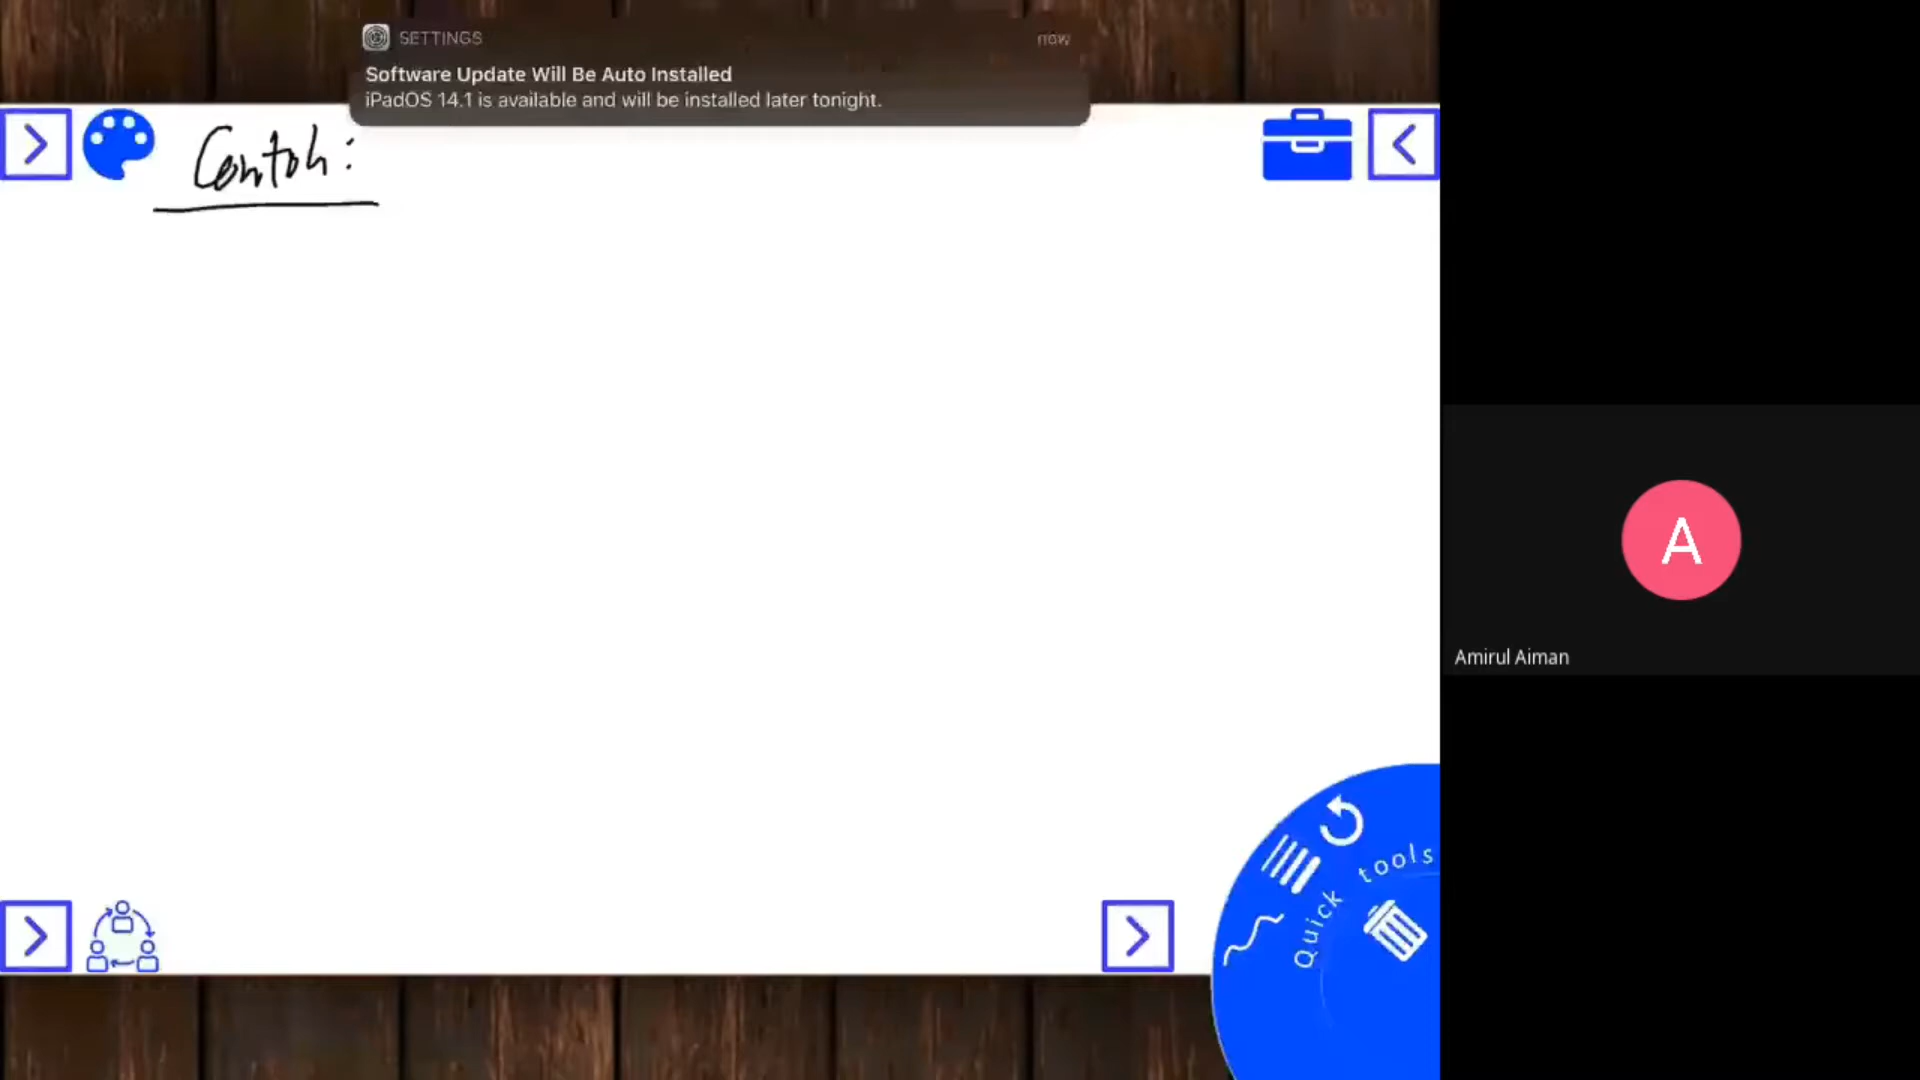 SETTINGS
now
Software Update Will Be Auto Installed
iPadOS 14.1 is available and will be installed later tonight.
Contoh:
A
Amirul Aiman
Quick tools